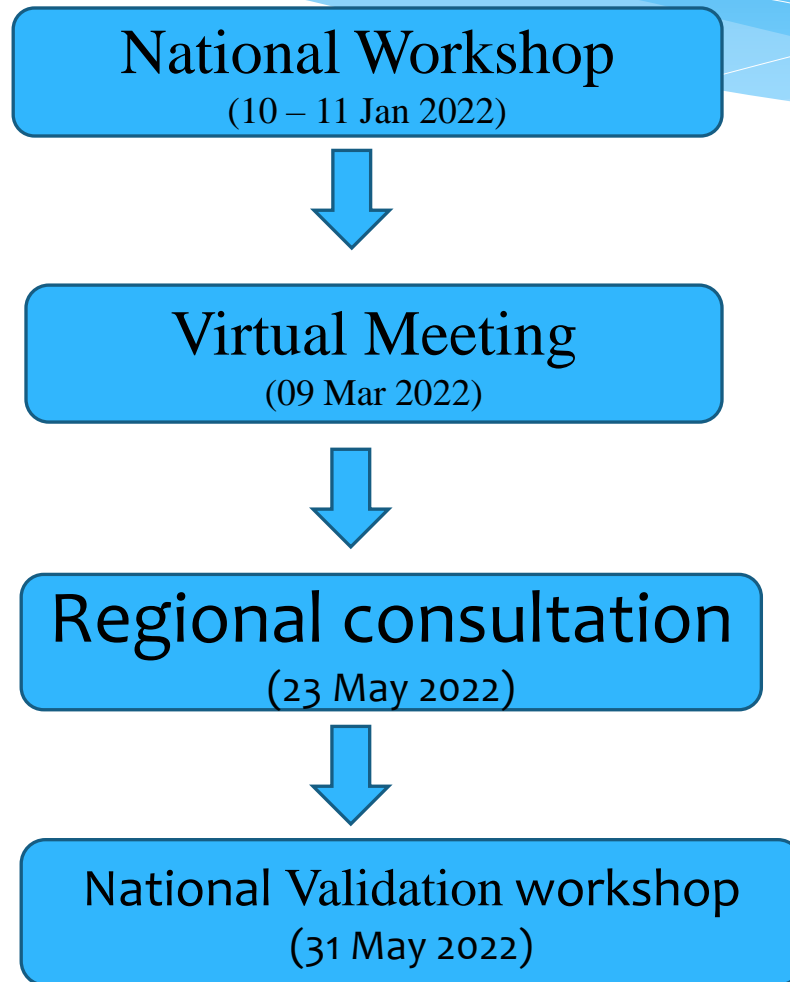 National Workshop
(10 – 11 Jan 2022)
Virtual Meeting
(09 Mar 2022)
Regional consultation
(23 May 2022)
National Validation workshop
(31 May 2022)